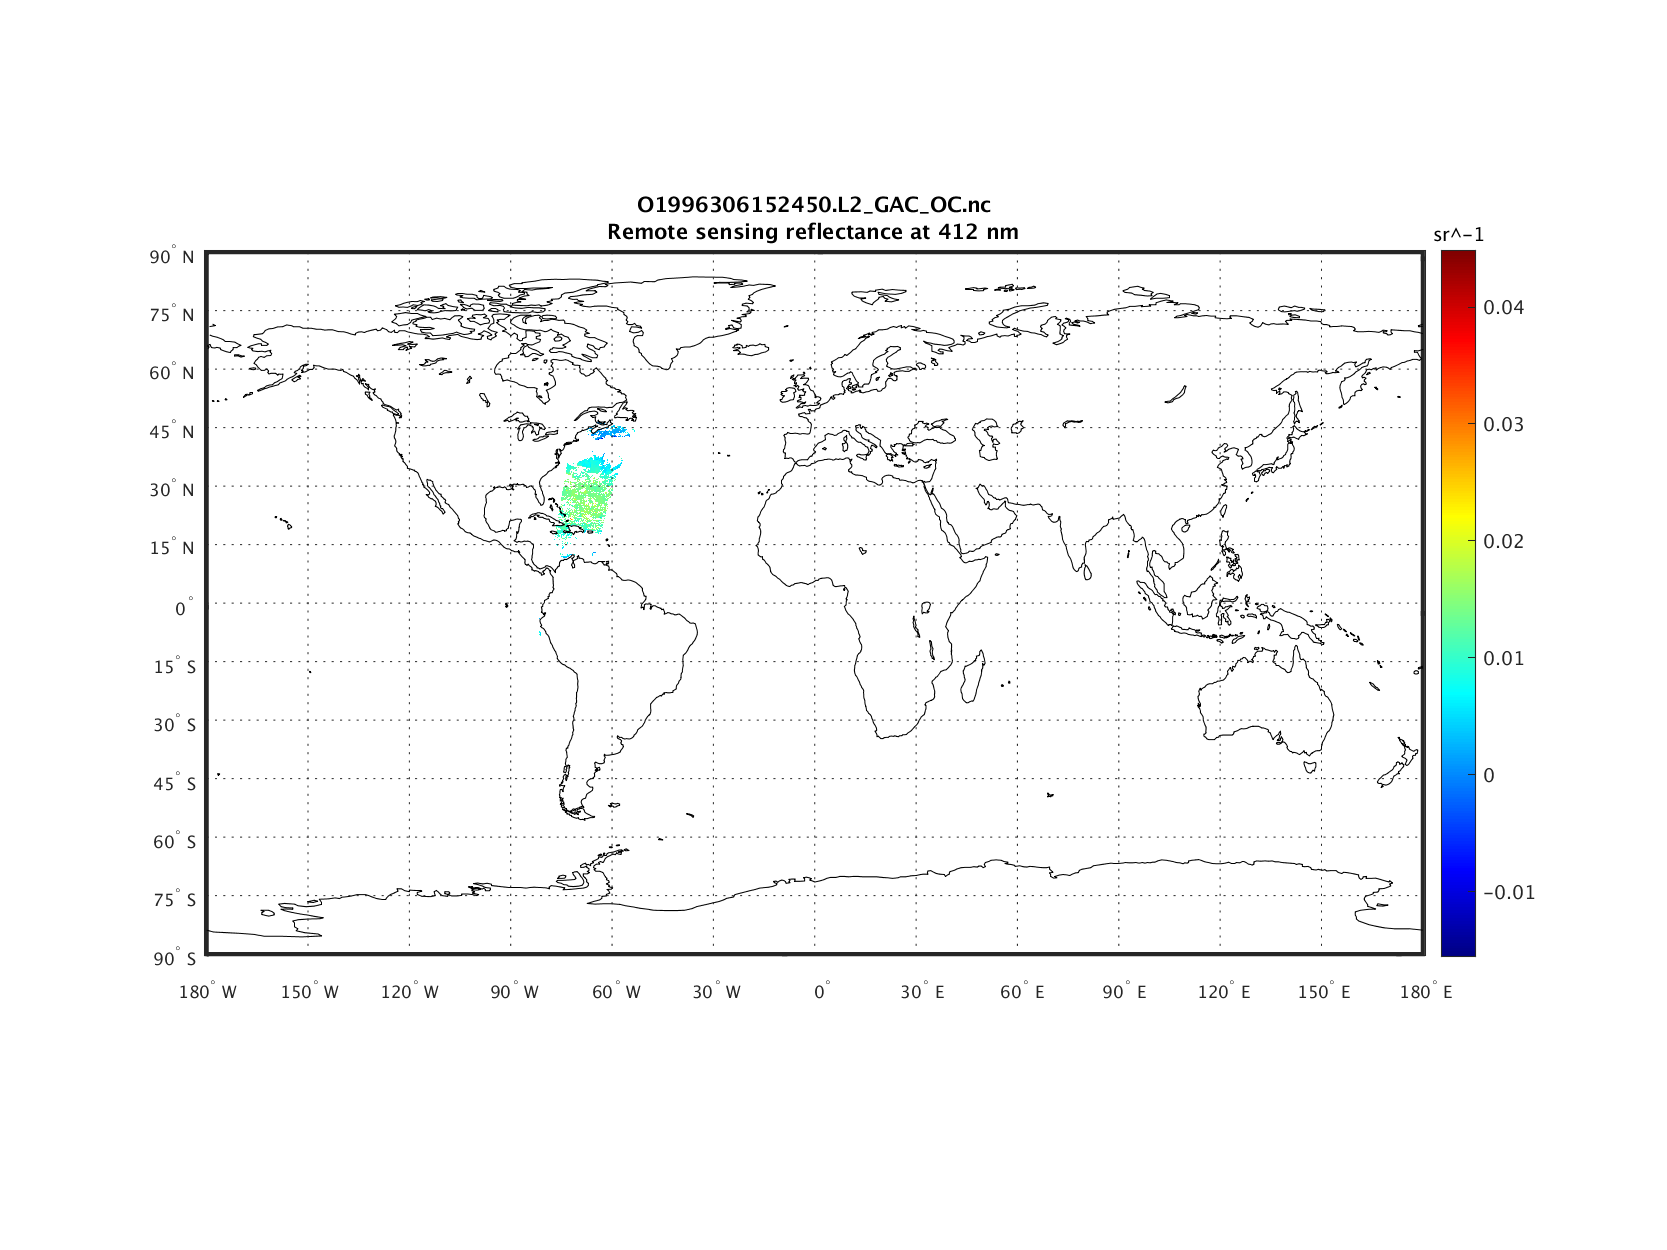 O1996306152450.L2_GAC_OC.nc
Remote sensing reflectance at 412 nm
sr^-1
90° N
75° N
60° N
45° N
30° N
15° N
0°
15° S
30° S
45° S
60° S
75° S
90° S
180° W 150° W 120° W 90° W 60° W 30° W 0° 30° E 60° E 90° E 120° E 150° E 180° E
0.04
0.03
0.02
0.01
0
-0.01